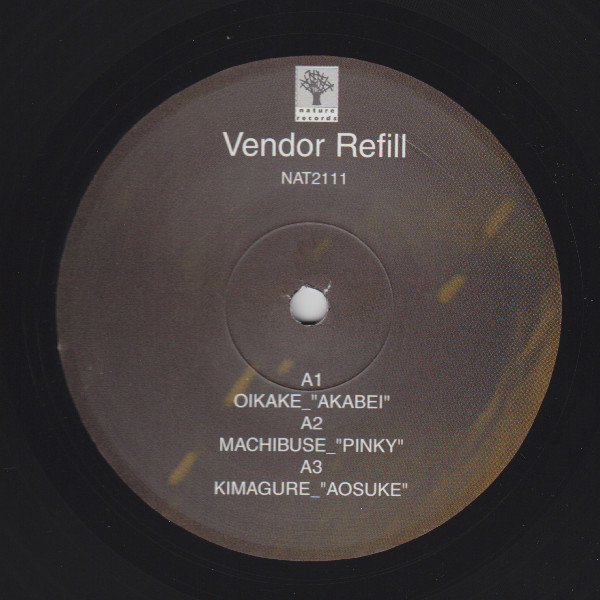 nature
records
Vendor Refill
NAT2111
A1
OIKAKE_"AKABEI"
A2
MACHIBUSE_"PINKY"
A3
KIMAGURE_"AOSUKE"